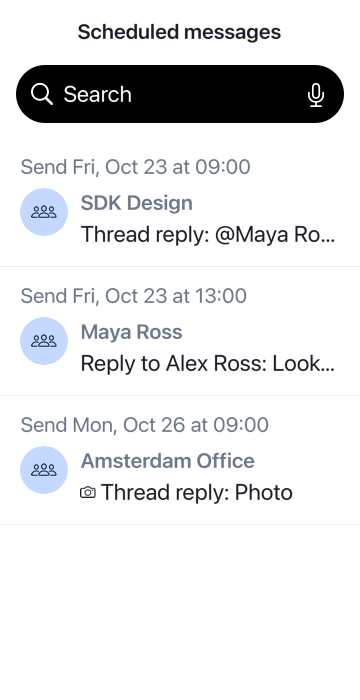 Scheduled messages
Search
Send Fri, Oct 23 at 09:00
SDK Design
Thread reply: @Maya Ro...
Send Fri, Oct 23 at 13:00
Maya Ross
Reply to Alex Ross: Look...
Send Mon, Oct 26 at 09:00
Amsterdam Office
Thread reply: Photo